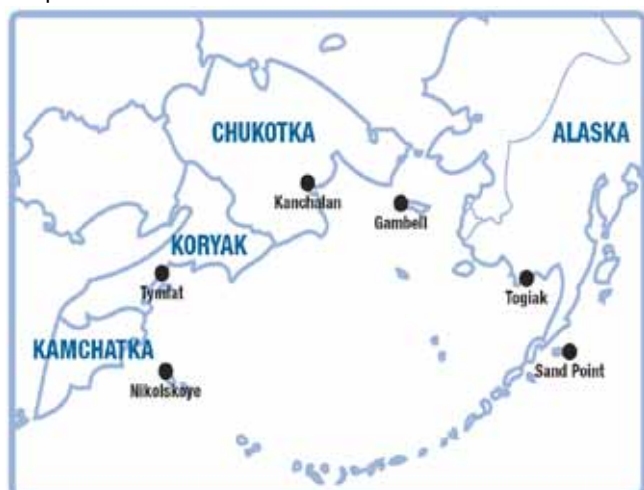 CHUKOTKA
ALASKA
Kanchalan
Gambell
KORYAK
Tymlat
Togiak
KAMCHATKA
Nikolskoye
Sand Point